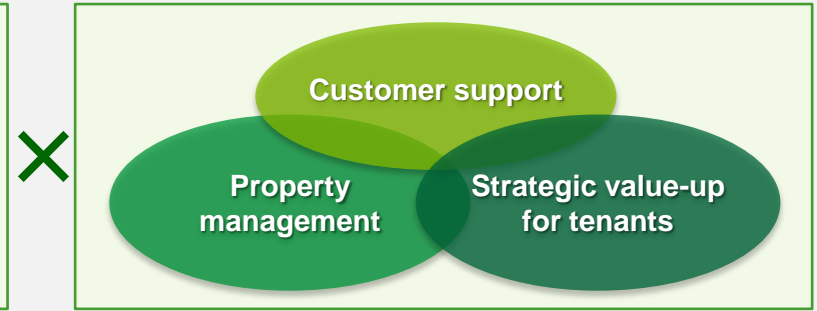 Customer support
Property
management
Strategic value-up
for tenants